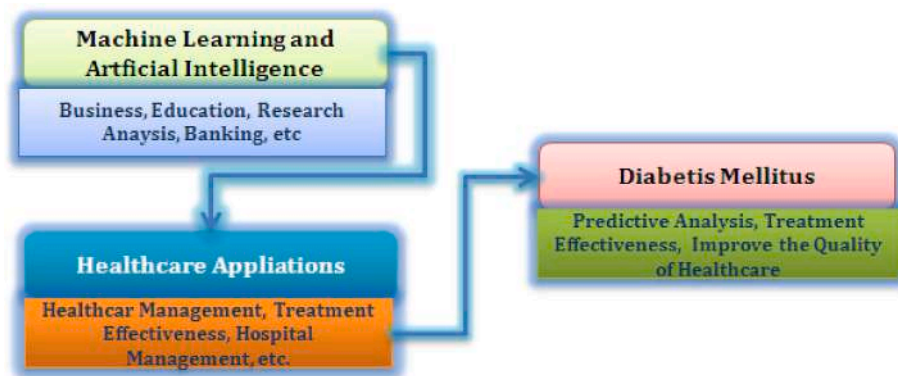 Machine Learning and
Artficial Intelligence
Business, Education, Research
Anaysis, Banking, etc
Diabetis Mellitus
Predictive Analysis, Treatment
Effectiveness, Improve the Quality
of Healthcare
Healthcare Appliations
Healthcar Management, Treatment
Effectiveness, Hospital
Management, etc.